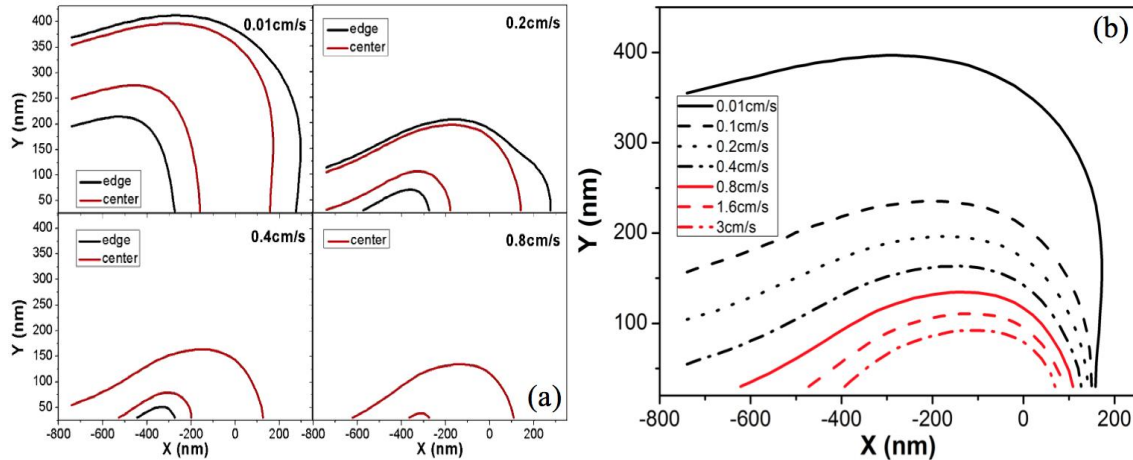 0.01cm/s
edge
center
Y (nm)
400
350
300
250
200
150
100
50
0.2cm/s
edge
center
0.4cm/s
edge
center
Y (nm)
400
350
300
250
200
150
100
50
-800 -600 -400 -200 0 200
X (nm)
0.8cm/s
center
(a)
-800 -600 -400 -200 0 200
X (nm)
(b)
Y (nm)
400
300
200
100
0.01cm/s
0.1cm/s
0.2cm/s
0.4cm/s
0.8cm/s
1.6cm/s
3cm/s
-800 -600 -400 -200 0 200
X (nm)